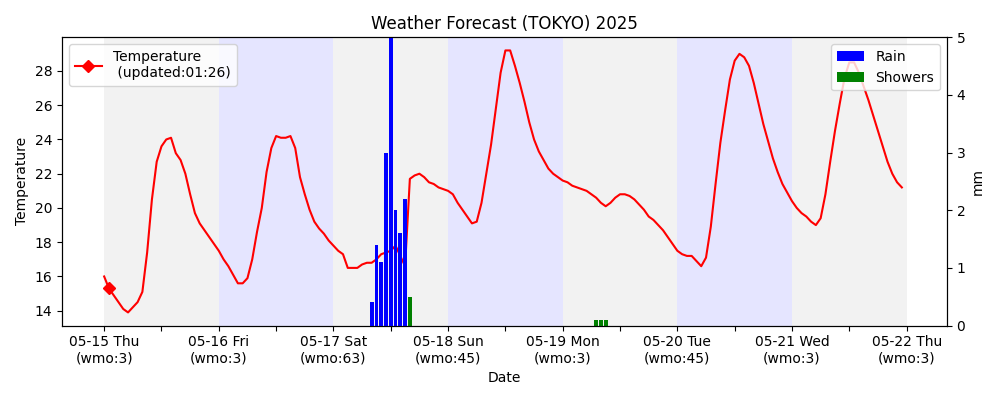 Weather Forecast (TOKYO) 2025
Temperature
(updated:01:26)
Rain
Showers
Temperature
28
26
24
22
20
18
16
14
5
4
3
2
1
0
mm
05-15 Thu
(wmo:3)
05-16 Fri
(wmo:3)
05-17 Sat
(wmo:63)
05-18 Sun
(wmo:45)
05-19 Mon
(wmo:3)
05-20 Tue
(wmo:45)
05-21 Wed
(wmo:3)
05-22 Thu
(wmo:3)
Date